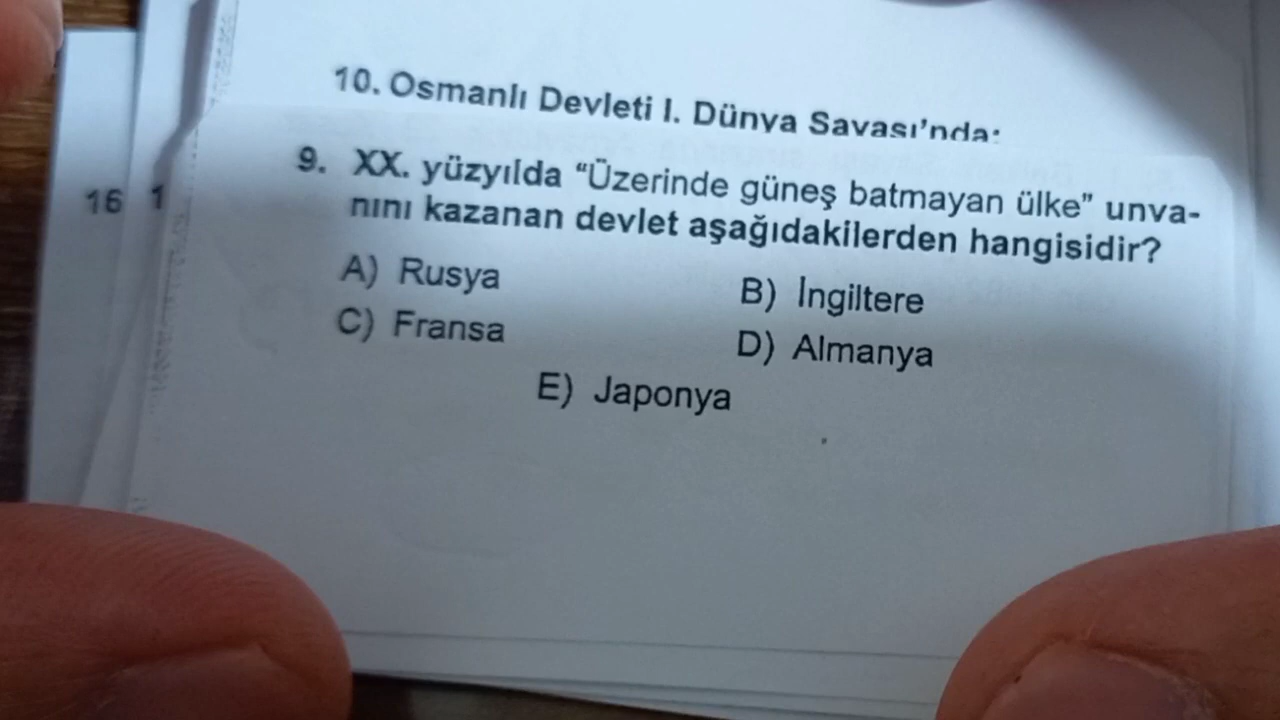 10. Osmanlı Devleti I. Dünya Savaşı'nda:
9. XX. yüzyılda “Üzerinde güneş batmayan ülke” unva-
nını kazanan devlet aşağıdakilerden hangisidir?
A) Rusya
B) İngiltere
C) Fransa
D) Almanya
E) Japonya
16 1